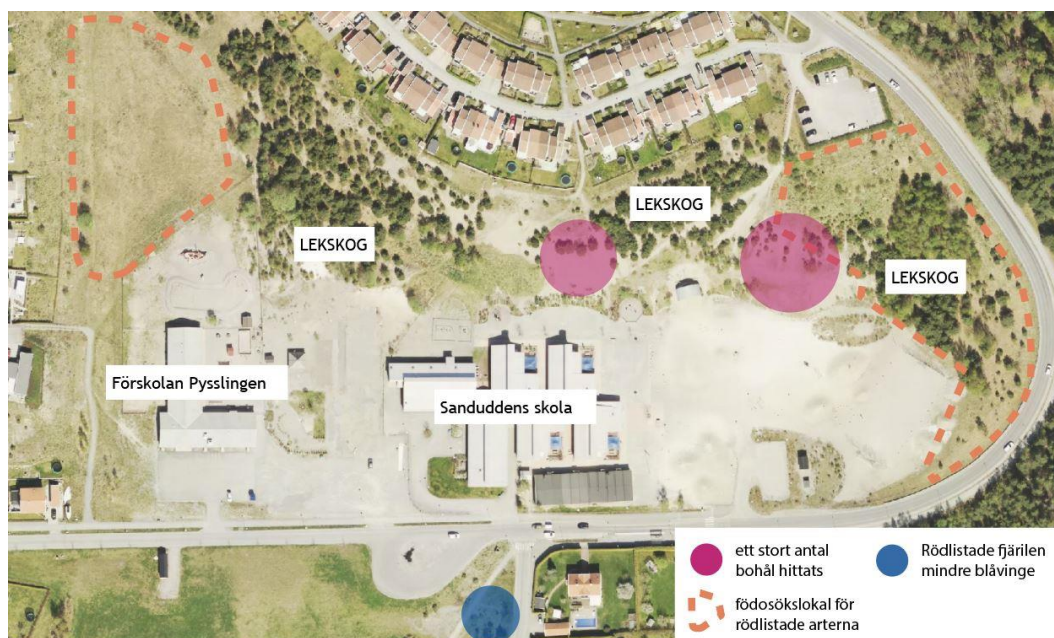 LEKSKOG
LEKSKOG
LEKSKOG
Förskolan Pysslingen
Sanduddens skola
ett stort antal
bohål hittats
Rödlistade fjärilen
mindre blåvinge
födosökslokal för
rödlistade arterna